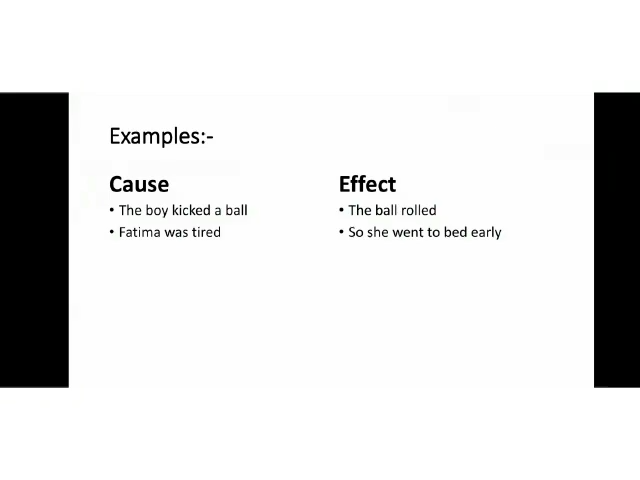 Examples:-
Cause
• The boy kicked a ball
• Fatima was tired
Effect
• The ball rolled
• So she went to bed early